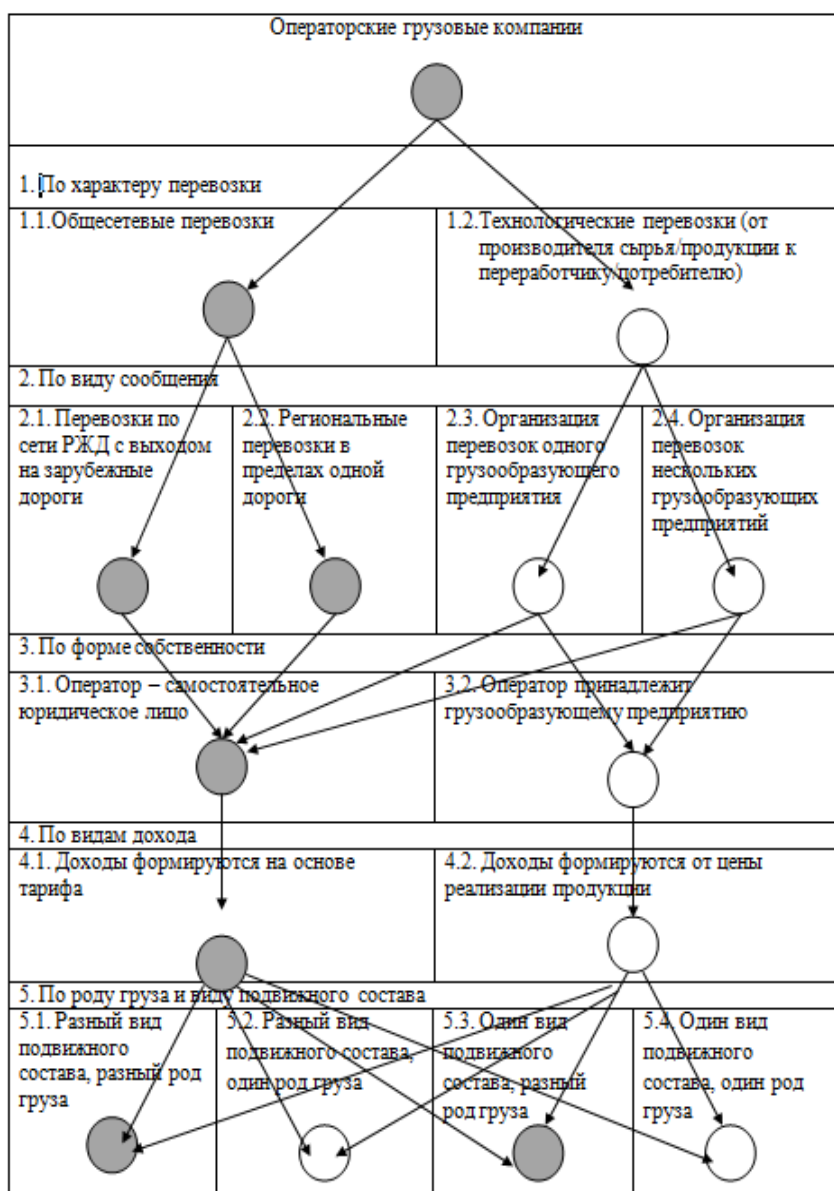 Операторские грузовые компании
1. По характеру перевозки
1.1.Общесетевые перевозки
1.2.Технологические перевозки (от
производителя сырья/продукции к
переработчику/потребителю)
2. По виду сообщения
2.1. Перевозки по
сети РЖД с выходом
на зарубежные
дороги
2.2. Региональные
перевозки в
пределах одной
дороги
2.3. Организация
перевозок одного
грузообразующего
предприятия
2.4. Организация
перевозок
нескольких
грузообразующих
предприятий
3. По форме собственности
3.1. Оператор – самостоятельное
юридическое лицо
3.2. Оператор принадлежит
грузообразующему предприятию
4. По видам дохода
4.1. Доходы формируются на основе
тарифа
4.2. Доходы формируются от цены
реализации продукции
5. По роду груза и виду подвижного состава
5.1. Разный вид
подвижного
состава, разный род
груза
5.2. Разный вид
подвижного состава,
один род груза
5.3. Один вид
подвижного
состава, разный
род груза
5.4. Один вид
подвижного
состава, один род
груза